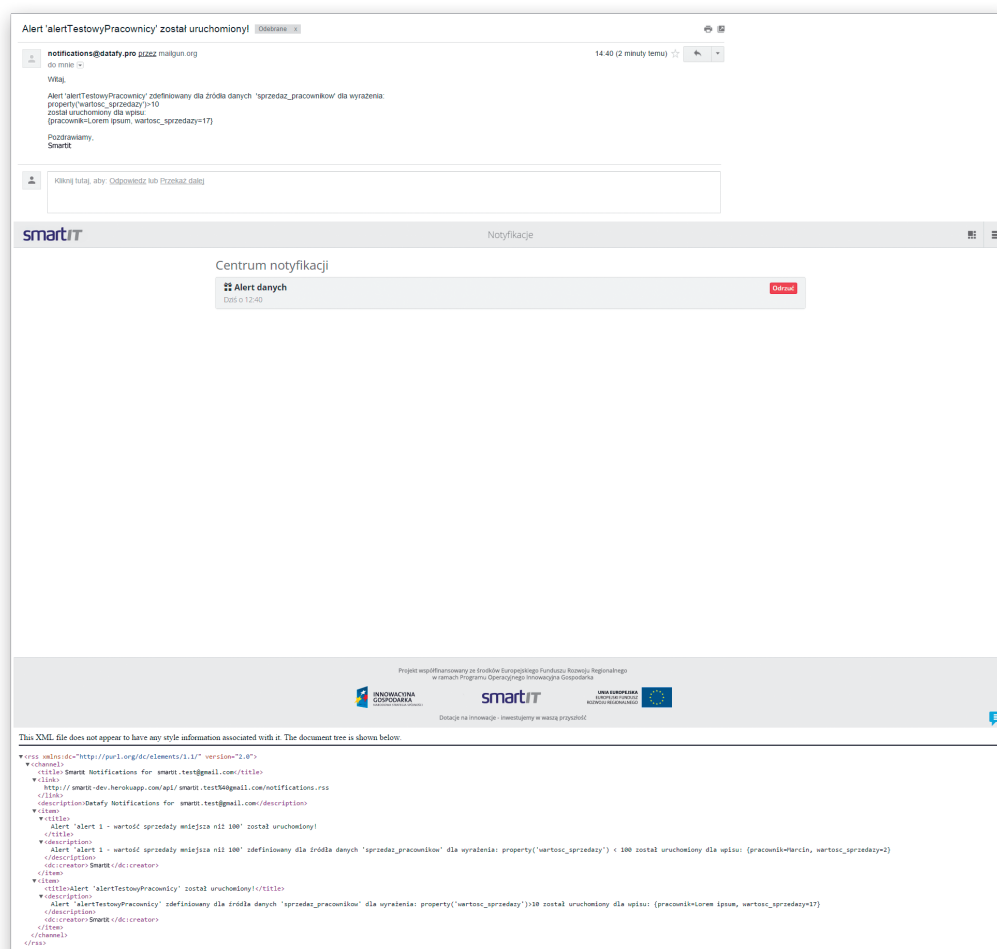 Alert 'alertTestowyPracownicy' został uruchomiony! Odebrane x
notifications@datafy.pro przez mailgun.org 14:40 (2 minuty temu)
do mnie
Witaj,
Alert 'alertTestowyPracownicy' zdefiniowany dla źródła danych 'sprzedaz_pracownikow' dla wyrażenia:
property('wartosc_sprzedazy')>10
został uruchomiony dla wpisu:
{pracownik=Lorem ipsum, wartosc_sprzedazy=17}
Pozdrawiamy,
Smartit
Kliknij tutaj, aby: Odpowiedz lub Przekaż dalej
smartIT Notyfikacje
Centrum notyfikacji
Alert danych Odrzuć
Dziś o 12:40
Projekt współfinansowany ze środków Europejskiego Funduszu Rozwoju Regionalnego
w ramach Programu Operacyjnego Innowacyjna Gospodarka
INNOWACYJNA
GOSPODARKA
NARODOWA STRATEGIA SPÓJNOŚCI
smartIT
UNIA EUROPEJSKA
EUROPEJSKI FUNDUSZ
ROZWOJU REGIONALNEGO
Dotacje na innowacje - inwestujemy w waszą przyszłość
This XML file does not appear to have any style information associated with it. The document tree is shown below.
▼<rss xmlns:dc="http://purl.org/dc/elements/1.1/" version="2.0">
▼<channel>
<title>Smartit Notifications for smartit.test@gmail.com</title>
▼<link>
http://smartit-dev.herokuapp.com/api/smartit.test%40gmail.com/notifications.rss
</link>
<description>Datafy Notifications for smartit.test@gmail.com</description>
▼<item>
▼<title>
Alert 'alert 1 - wartość sprzedaży mniejsza niż 100' został uruchomiony!
</title>
▼<description>
Alert 'alert 1 - wartość sprzedaży mniejsza niż 100' zdefiniowany dla źródła danych 'sprzedaz_pracownikow' dla wyrażenia: property('wartosc_sprzedazy') < 100 został uruchomiony dla wpisu: {pracownik=Marcin, wartosc_sprzedazy=2}
</description>
<dc:creator>Smartit</dc:creator>
</item>
▼<item>
<title>Alert 'alertTestowyPracownicy' został uruchomiony!</title>
▼<description>
Alert 'alertTestowyPracownicy' zdefiniowany dla źródła danych 'sprzedaz_pracownikow' dla wyrażenia: property('wartosc_sprzedazy')>10 został uruchomiony dla wpisu: {pracownik=Lorem ipsum, wartosc_sprzedazy=17}
</description>
<dc:creator>Smartit</dc:creator>
</item>
</channel>
</rss>